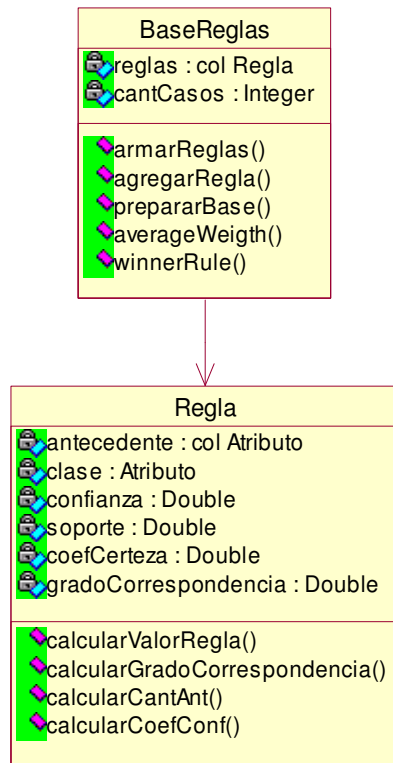 BaseReglas
reglas : col Regla
cantCasos : Integer
armarReglas()
agregarRegla()
prepararBase()
averageWeigth()
winnerRule()
Regla
antecedente : col Atributo
clase : Atributo
confianza : Double
soporte : Double
coefCerteza : Double
gradoCorrespondencia : Double
calcularValorRegla()
calcularGradoCorrespondencia()
calcularCantAnt()
calcularCoefConf()